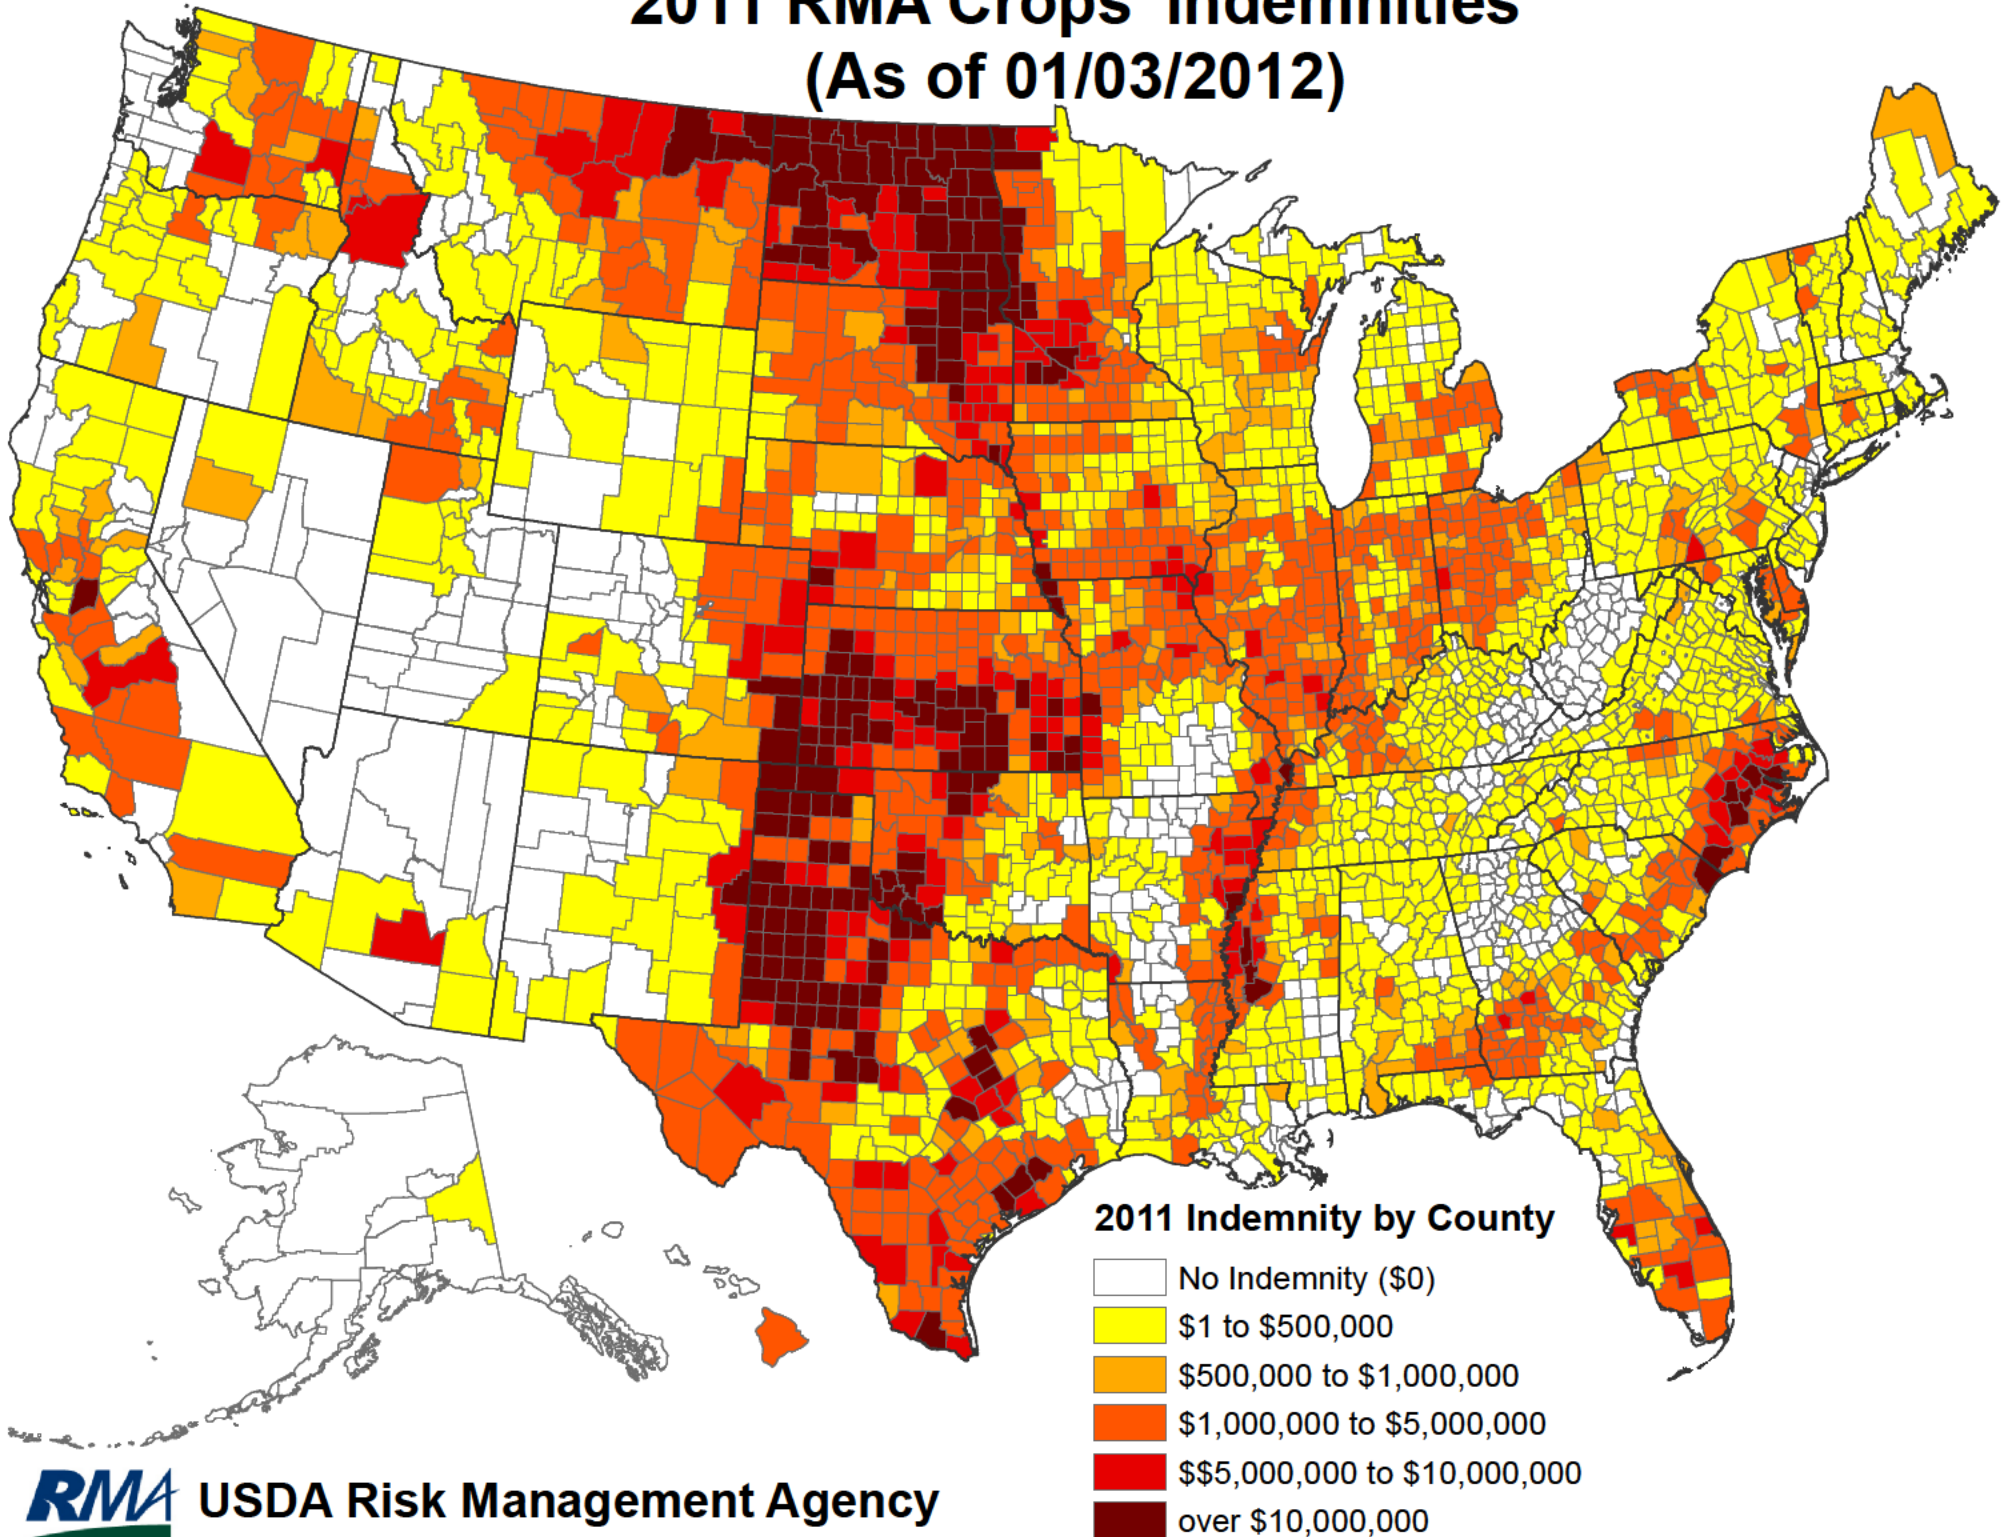 2011 RMA Crops' Indemnities
(As of 01/03/2012)
2011 Indemnity by County
No Indemnity ($0)
$1 to $500,000
$500,000 to $1,000,000
$1,000,000 to $5,000,000
$$5,000,000 to $10,000,000
over $10,000,000
RMA USDA Risk Management Agency